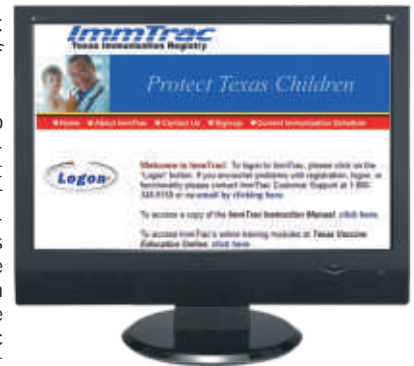 ImmTrac
Texas Immunization Registry
Protect Texas Children
Home About ImmTrac Contact Us Sign-up Current Immunization Schedule
Logon
Welcome to ImmTrac! To logon to ImmTrac, please click on the
"Logon" button. If you encounter problems with registration, logon, or
functionality please contact ImmTrac Customer Support at 1-800-
or via email by clicking here.
To access a copy of the ImmTrac Instruction Manual, click here.
To access ImmTrac's online training modules at Texas Vaccine
Education Online, click here.